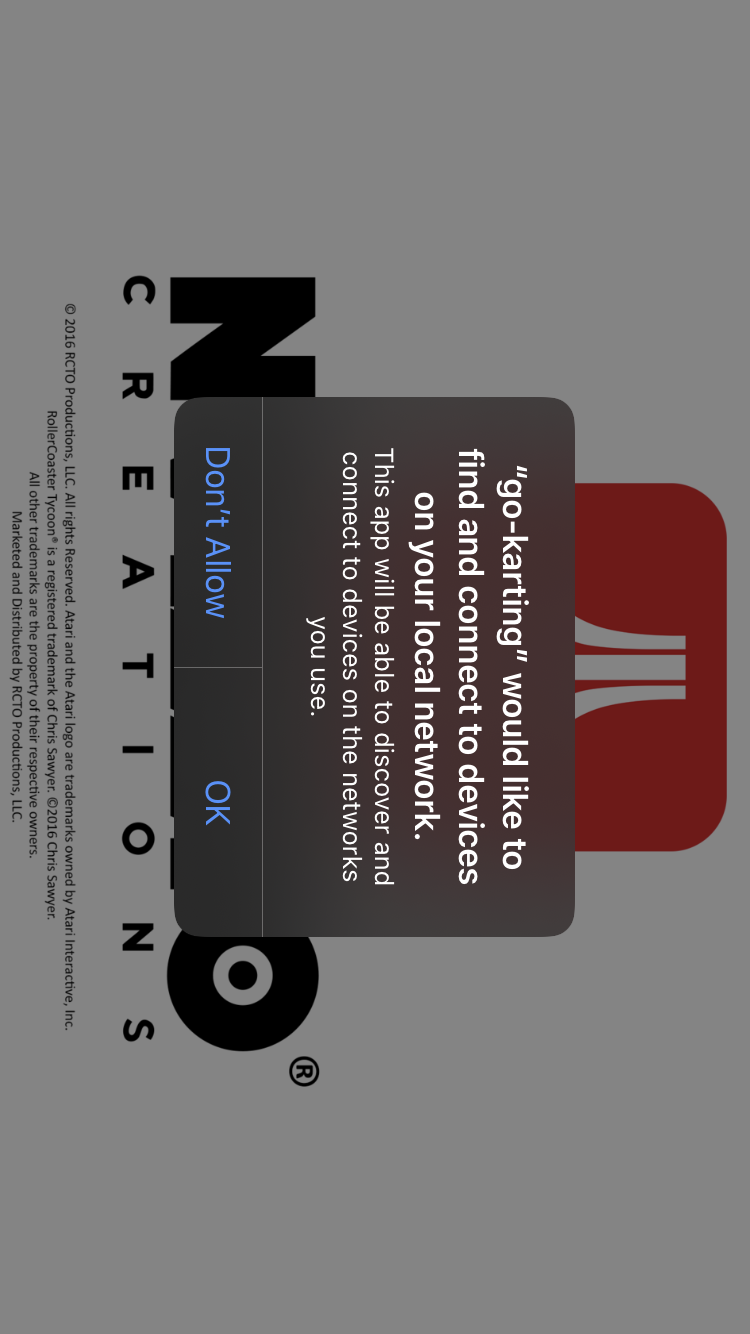 “go-karting” would like to
find and connect to devices
on your local network.
This app will be able to discover and
connect to devices on the networks
you use.
Don’t Allow
OK
N O®
CREATIONS
© 2016 RCTO Productions, LLC. All rights Reserved. Atari and the Atari logo are trademarks owned by Atari Interactive, Inc.
RollerCoaster Tycoon® is a registered trademark of Chris Sawyer. ©2016 Chris Sawyer.
All other trademarks are the property of their respective owners.
Marketed and Distributed by RCTO Productions, LLC.